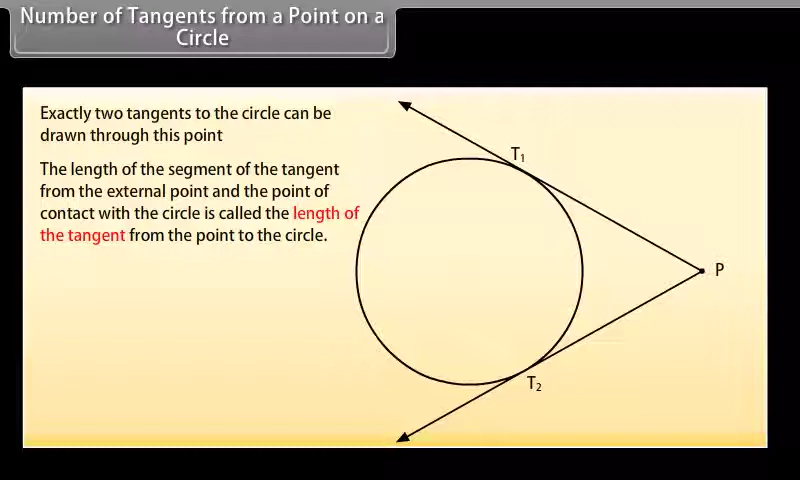 Number of Tangents from a Point on a
Circle
Exactly two tangents to the circle can be
drawn through this point
The length of the segment of the tangent
from the external point and the point of
contact with the circle is called the length of
the tangent from the point to the circle.
T₁
P
T₂